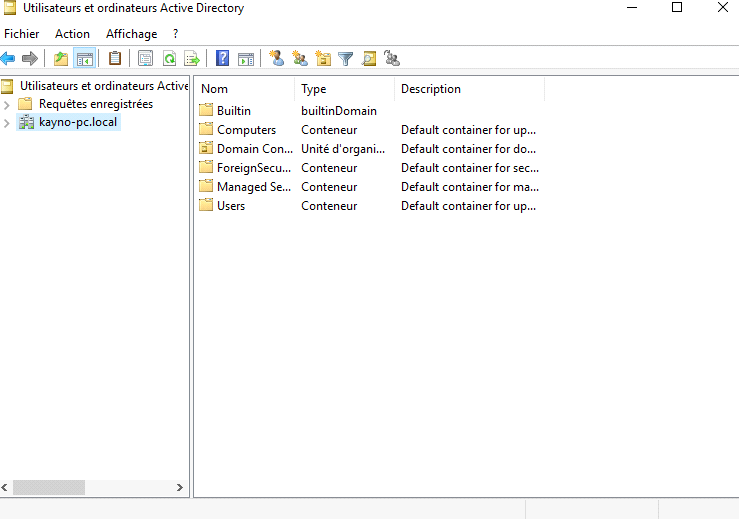 Utilisateurs et ordinateurs Active Directory
Fichier Action Affichage ?
Utilisateurs et ordinateurs Active
Requêtes enregistrées
kayno-pc.local
Nom Type Description
Builtin builtinDomain
Computers Conteneur Default container for up...
Domain Con... Unité d'organi... Default container for do...
ForeignSecu... Conteneur Default container for sec...
Managed Se... Conteneur Default container for ma...
Users Conteneur Default container for up...